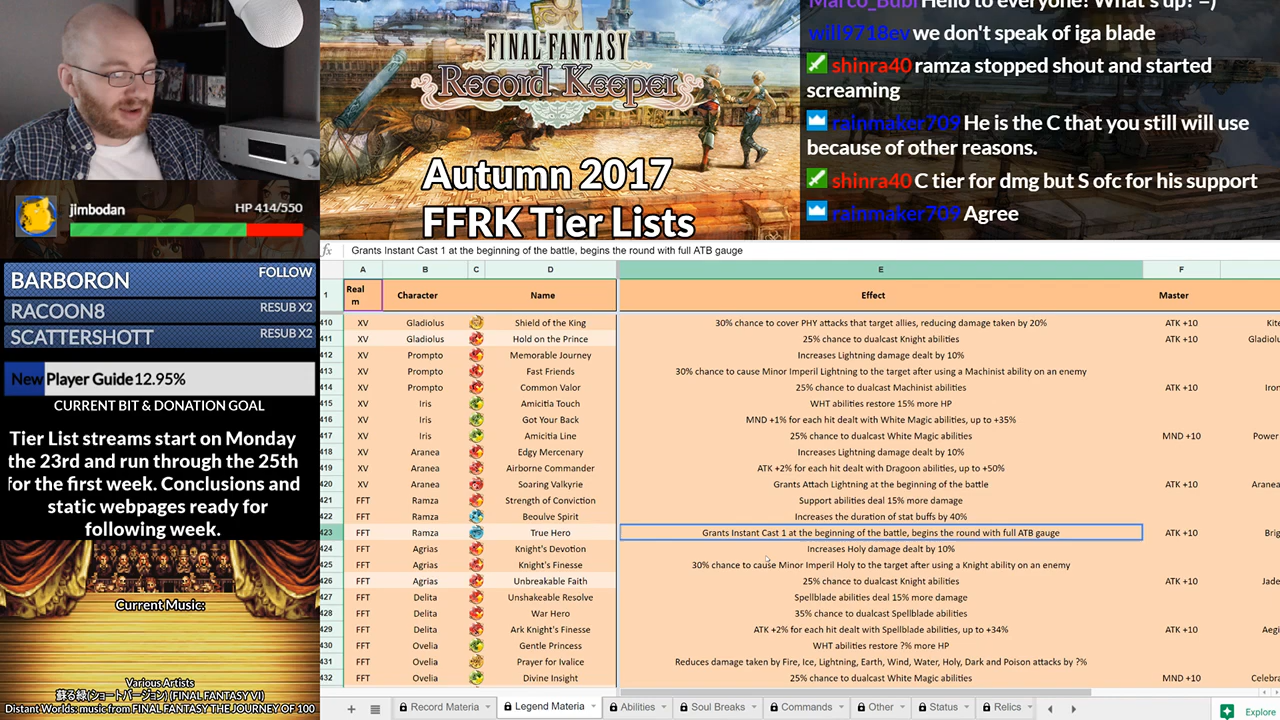 jimbodan HP 414/550
BARBORON FOLLOW
RACOON8 RESUB X2
SCATTERSHOTT RESUB X2
New Player Guide 12.95%
CURRENT BIT & DONATION GOAL
Tier List streams start on Monday
the 23rd and run through the 25th
for the first week. Conclusions and
static webpages ready for
following week.
Current Music:
Various Artists
蘇る緑(ショートバージョン) (FINAL FANTASY VI)
Distant Worlds: music from FINAL FANTASY THE JOURNEY OF 100
FINAL FANTASY
Record Keeper
Autumn 2017
FFRK Tier Lists
Marco_Bubi Hello to everyone! What's up! =)
will9718ev we don't speak of iga blade
shinra40 ramza stopped shout and started
screaming
rainmaker709 He is the C that you still will use
because of other reasons.
shinra40 C tier for dmg but S ofc for his support
rainmaker709 Agree
fx Grants Instant Cast 1 at the beginning of the battle, begins the round with full ATB gauge
A B C D E F
1 Realm Character Name Effect Master
410 XV Gladiolus Shield of the King 30% chance to cover PHY attacks that target allies, reducing damage taken by 20% ATK +10 Kite
411 XV Gladiolus Hold on the Prince 25% chance to dualcast Knight abilities ATK +10 Gladiolu
412 XV Prompto Memorable Journey Increases Lightning damage dealt by 10%
413 XV Prompto Fast Friends 30% chance to cause Minor Imperil Lightning to the target after using a Machinist ability on an enemy
414 XV Prompto Common Valor 25% chance to dualcast Machinist abilities ATK +10 Iron
415 XV Iris Amicitia Touch WHT abilities restore 15% more HP
416 XV Iris Got Your Back MND +1% for each hit dealt with White Magic abilities, up to +35%
417 XV Iris Amicitia Line 25% chance to dualcast White Magic abilities MND +10 Power
418 XV Aranea Edgy Mercenary Increases Lightning damage dealt by 10%
419 XV Aranea Airborne Commander ATK +2% for each hit dealt with Dragoon abilities, up to +50%
420 XV Aranea Soaring Valkyrie Grants Attach Lightning at the beginning of the battle ATK +10 Aranea
421 FFT Ramza Strength of Conviction Support abilities deal 15% more damage
422 FFT Ramza Beoulve Spirit Increases the duration of stat buffs by 40%
423 FFT Ramza True Hero Grants Instant Cast 1 at the beginning of the battle, begins the round with full ATB gauge ATK +10 Brig
424 FFT Agrias Knight's Devotion Increases Holy damage dealt by 10%
425 FFT Agrias Knight's Finesse 30% chance to cause Minor Imperil Holy to the target after using a Knight ability on an enemy
426 FFT Agrias Unbreakable Faith 25% chance to dualcast Knight abilities ATK +10 Jade
427 FFT Delita Unshakeable Resolve Spellblade abilities deal 15% more damage
428 FFT Delita War Hero 35% chance to dualcast Spellblade abilities
429 FFT Delita Ark Knight's Finesse ATK +2% for each hit dealt with Spellblade abilities, up to +34% ATK +10 Aegi
430 FFT Ovelia Gentle Princess WHT abilities restore ?% more HP
431 FFT Ovelia Prayer for Ivalice Reduces damage taken by Fire, Ice, Lightning, Earth, Wind, Water, Holy, Dark and Poison attacks by ?%
432 FFT Ovelia Divine Insight 25% chance to dualcast White Magic abilities MND +10 Celebra
Record Materia Legend Materia Abilities Soul Breaks Commands Other Status Relics Explore